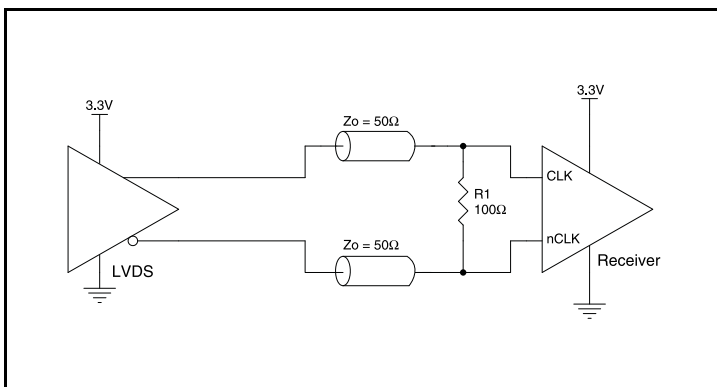 3.3V
LVDS
Zo = 50Ω
Zo = 50Ω
R1
100Ω
3.3V
CLK
nCLK
Receiver